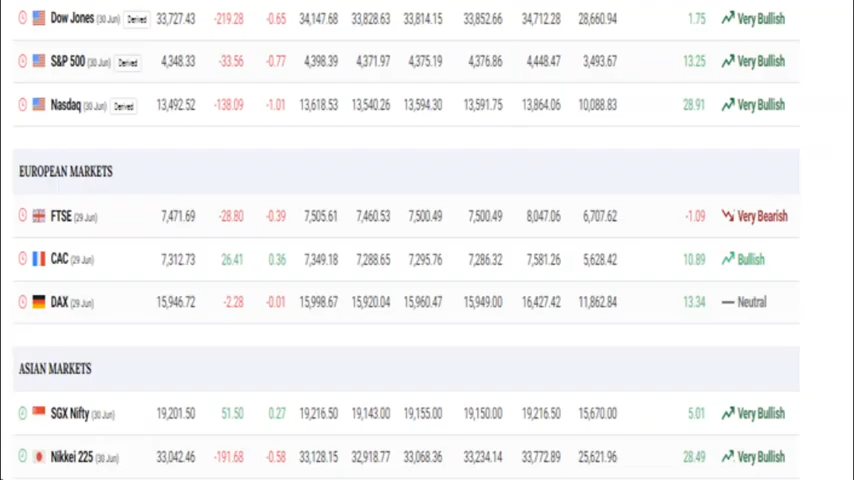 Dow Jones (30 Jun) Derived 33,727.43 -219.28 -0.65 34,147.68 33,828.63 33,814.15 33,852.66 34,712.28 28,660.94 1.75 Very Bullish
S&P 500 (30 Jun) Derived 4,348.33 -33.56 -0.77 4,398.39 4,371.97 4,375.19 4,376.86 4,448.47 3,493.67 13.25 Very Bullish
Nasdaq (30 Jun) Derived 13,492.52 -138.09 -1.01 13,618.53 13,540.26 13,594.30 13,591.75 13,864.06 10,088.83 28.91 Very Bullish
EUROPEAN MARKETS
FTSE (29 Jun) 7,471.69 -28.80 -0.39 7,505.61 7,460.53 7,500.49 7,500.49 8,047.06 6,707.62 -1.09 Very Bearish
CAC (29 Jun) 7,312.73 26.41 0.36 7,349.18 7,288.65 7,295.76 7,286.32 7,581.26 5,628.42 10.89 Bullish
DAX (29 Jun) 15,946.72 -2.28 -0.01 15,998.67 15,920.04 15,960.47 15,949.00 16,427.42 11,862.84 13.34 Neutral
ASIAN MARKETS
SGX Nifty (30 Jun) 19,201.50 51.50 0.27 19,216.50 19,143.00 19,155.00 19,150.00 19,216.50 15,670.00 5.01 Very Bullish
Nikkei 225 (30 Jun) 33,042.46 -191.68 -0.58 33,128.15 32,918.77 33,068.36 33,234.14 33,772.89 25,621.96 28.49 Very Bullish